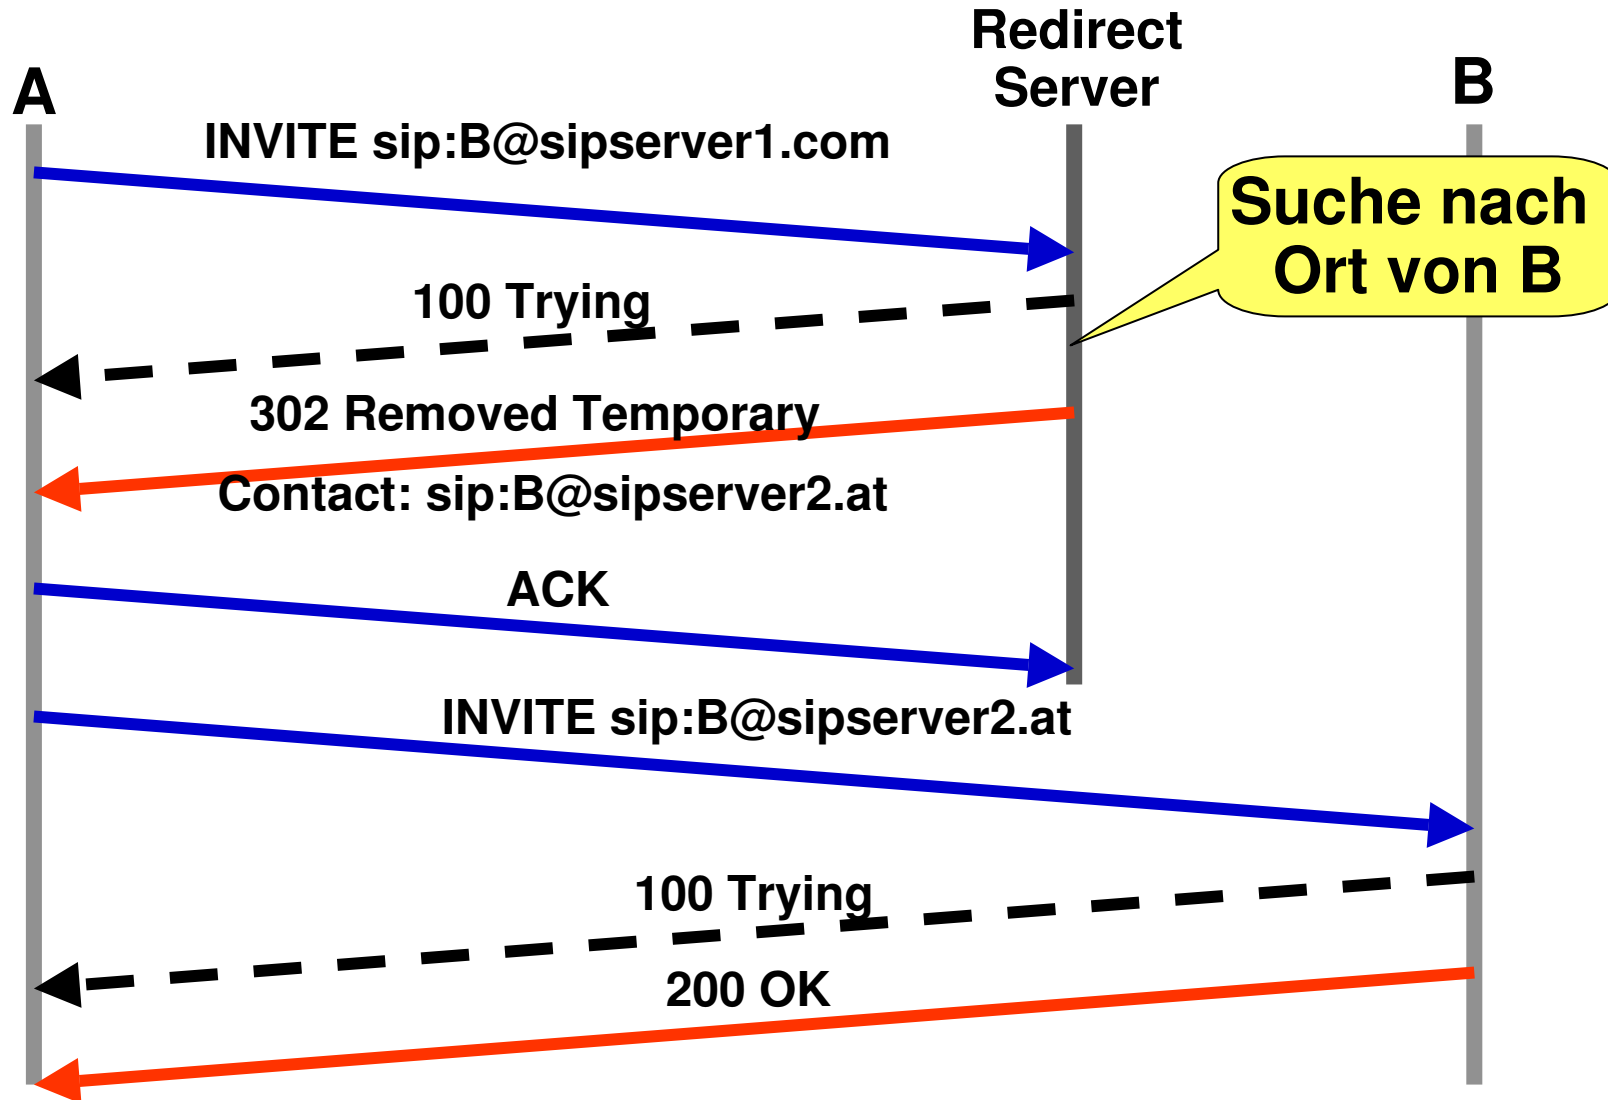 Redirect
Server
A
B
INVITE sip:B@sipserver1.com
Suche nach
Ort von B
100 Trying
302 Removed Temporary
Contact: sip:B@sipserver2.at
ACK
INVITE sip:B@sipserver2.at
100 Trying
200 OK